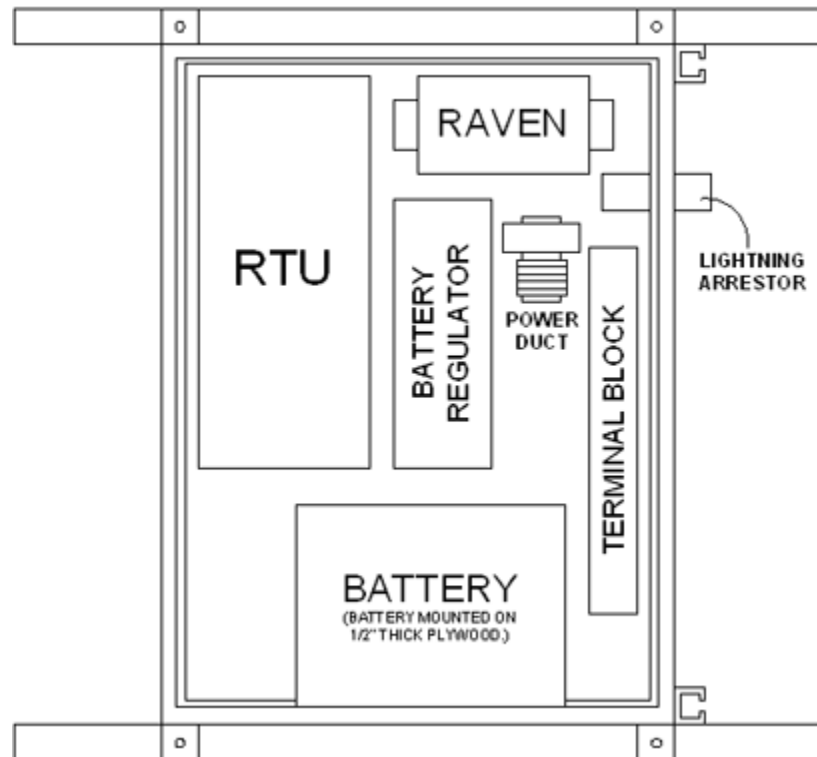 RAVEN
RTU
BATTERY
REGULATOR
POWER
DUCT
LIGHTNING
ARRESTOR
TERMINAL BLOCK
BATTERY
(BATTERY MOUNTED ON
1/2" THICK PLYWOOD.)